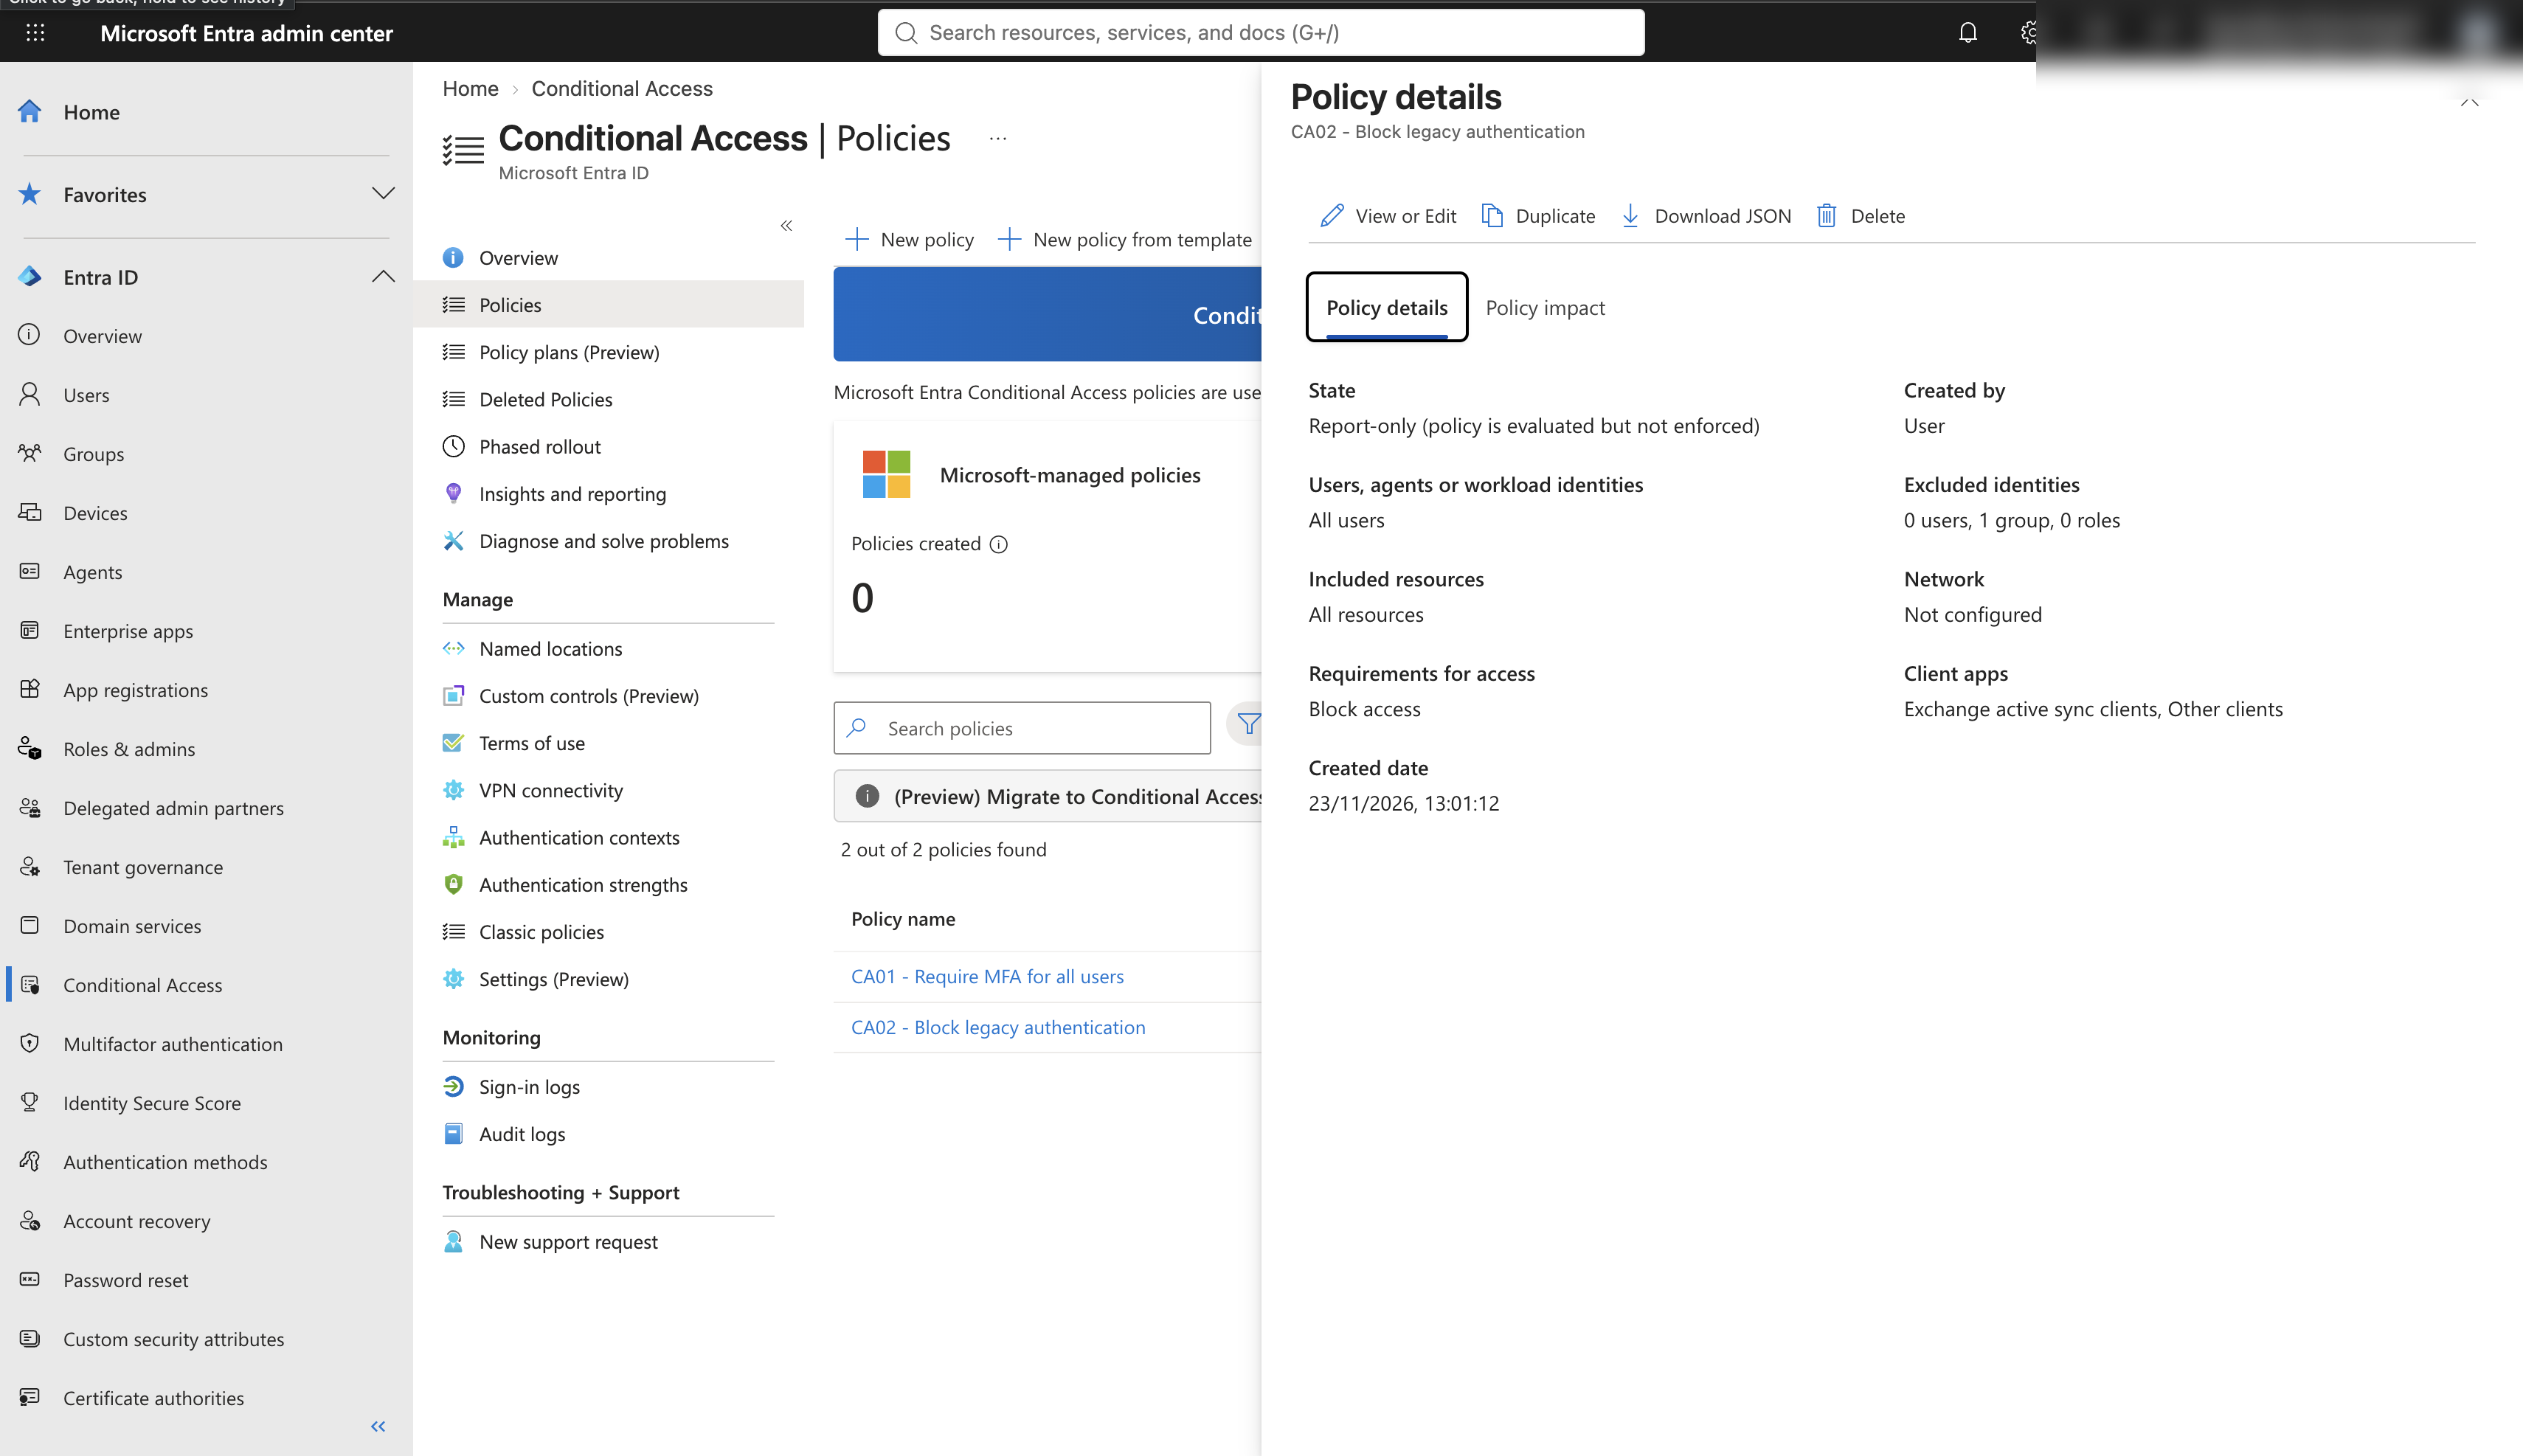 Click to go back, hold to see history
Microsoft Entra admin center
Search resources, services, and docs (G+/)
Home
Favorites
Entra ID
Overview
Users
Groups
Devices
Agents
Enterprise apps
App registrations
Roles & admins
Delegated admin partners
Tenant governance
Domain services
Conditional Access
Multifactor authentication
Identity Secure Score
Authentication methods
Account recovery
Password reset
Custom security attributes
Certificate authorities
Home > Conditional Access
Conditional Access | Policies ...
Microsoft Entra ID
Overview
Policies
Policy plans (Preview)
Deleted Policies
Phased rollout
Insights and reporting
Diagnose and solve problems
Manage
Named locations
Custom controls (Preview)
Terms of use
VPN connectivity
Authentication contexts
Authentication strengths
Classic policies
Settings (Preview)
Monitoring
Sign-in logs
Audit logs
Troubleshooting + Support
New support request
New policy New policy from template
Condit
Microsoft Entra Conditional Access policies are use
Microsoft-managed policies
Policies created
0
Search policies
(Preview) Migrate to Conditional Access
2 out of 2 policies found
Policy name
CA01 - Require MFA for all users
CA02 - Block legacy authentication
Policy details
CA02 - Block legacy authentication
View or Edit Duplicate Download JSON Delete
Policy details Policy impact
State
Report-only (policy is evaluated but not enforced)
Created by
User
Users, agents or workload identities
All users
Excluded identities
0 users, 1 group, 0 roles
Included resources
All resources
Network
Not configured
Requirements for access
Block access
Client apps
Exchange active sync clients, Other clients
Created date
23/11/2026, 13:01:12